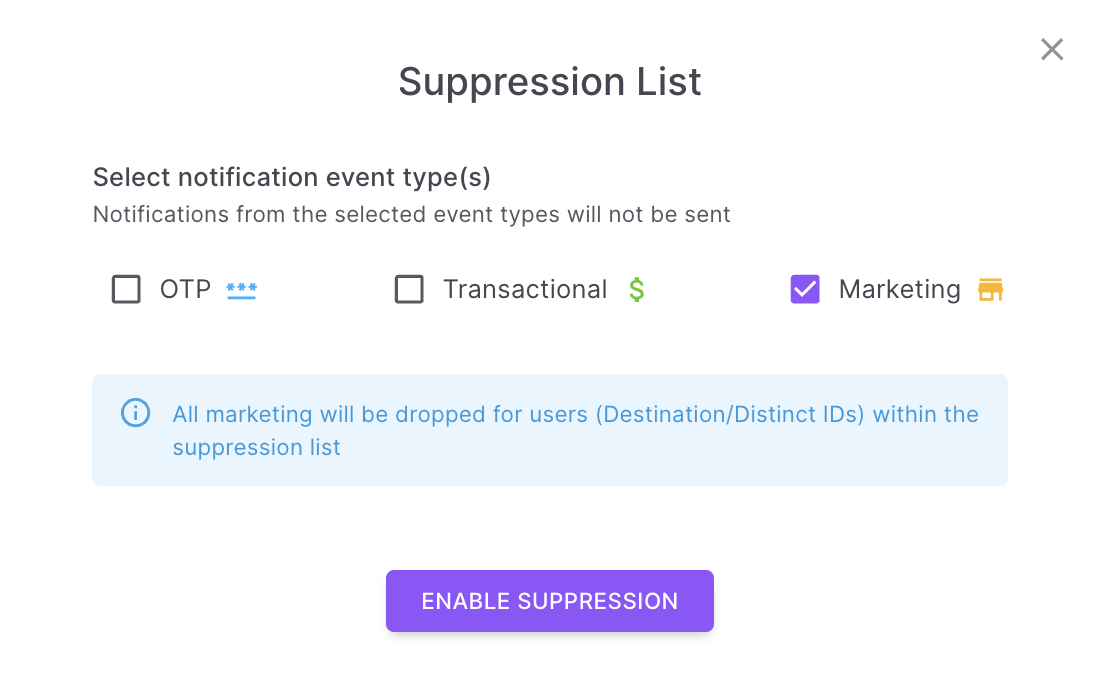 Suppression List
Select notification event type(s)
Notifications from the selected event types will not be sent
OTP *** Transactional $ Marketing
All marketing will be dropped for users (Destination/Distinct IDs) within the
suppression list
ENABLE SUPPRESSION